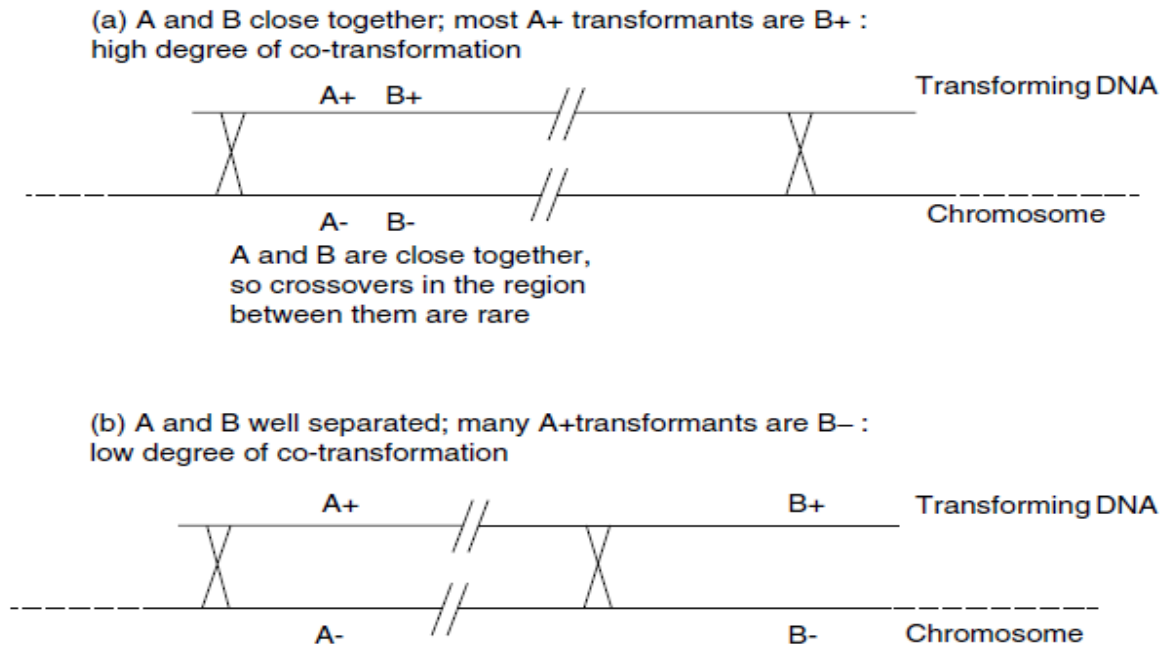 (a) A and B close together; most A+ transformants are B+ :
high degree of co-transformation
A+ B+
Transforming DNA
A- B-
Chromosome
A and B are close together,
so crossovers in the region
between them are rare
(b) A and B well separated; many A+transformants are B– :
low degree of co-transformation
A+ B+ Transforming DNA
A- B- Chromosome